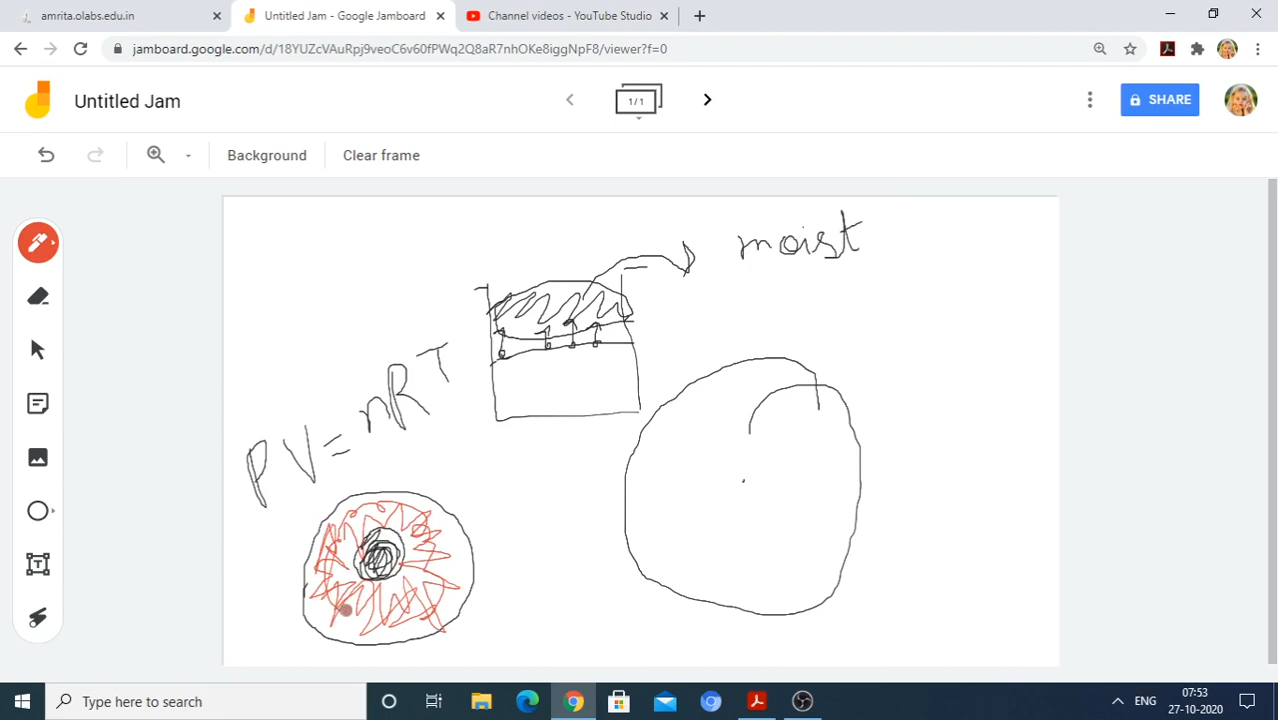 amrita.olabs.edu.in
Untitled Jam - Google Jamboard
Channel videos - YouTube Studio
jamboard.google.com/d/18YUZcVAuRpj9veoC6v60fPWq2Q8aR7nhOKe8iggNpF8/viewer?f=0
Untitled Jam
1/1
SHARE
Background
Clear frame
moist
PV=nRT
Type here to search
ENG
07:53
27-10-2020